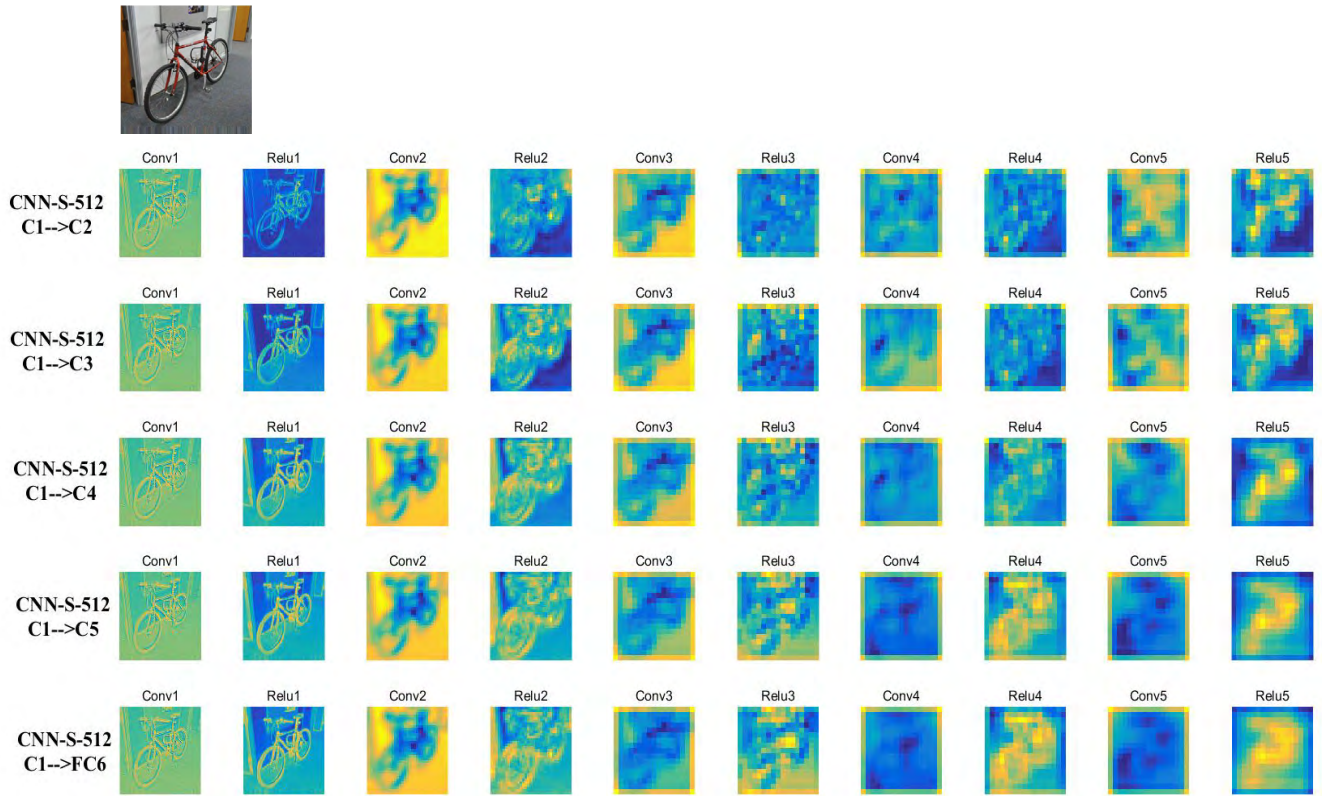 Conv1 Relu1 Conv2 Relu2 Conv3 Relu3 Conv4 Relu4 Conv5 Relu5
CNN-S-512
C1-->C2
Conv1 Relu1 Conv2 Relu2 Conv3 Relu3 Conv4 Relu4 Conv5 Relu5
CNN-S-512
C1-->C3
Conv1 Relu1 Conv2 Relu2 Conv3 Relu3 Conv4 Relu4 Conv5 Relu5
CNN-S-512
C1-->C4
Conv1 Relu1 Conv2 Relu2 Conv3 Relu3 Conv4 Relu4 Conv5 Relu5
CNN-S-512
C1-->C5
Conv1 Relu1 Conv2 Relu2 Conv3 Relu3 Conv4 Relu4 Conv5 Relu5
CNN-S-512
C1-->FC6